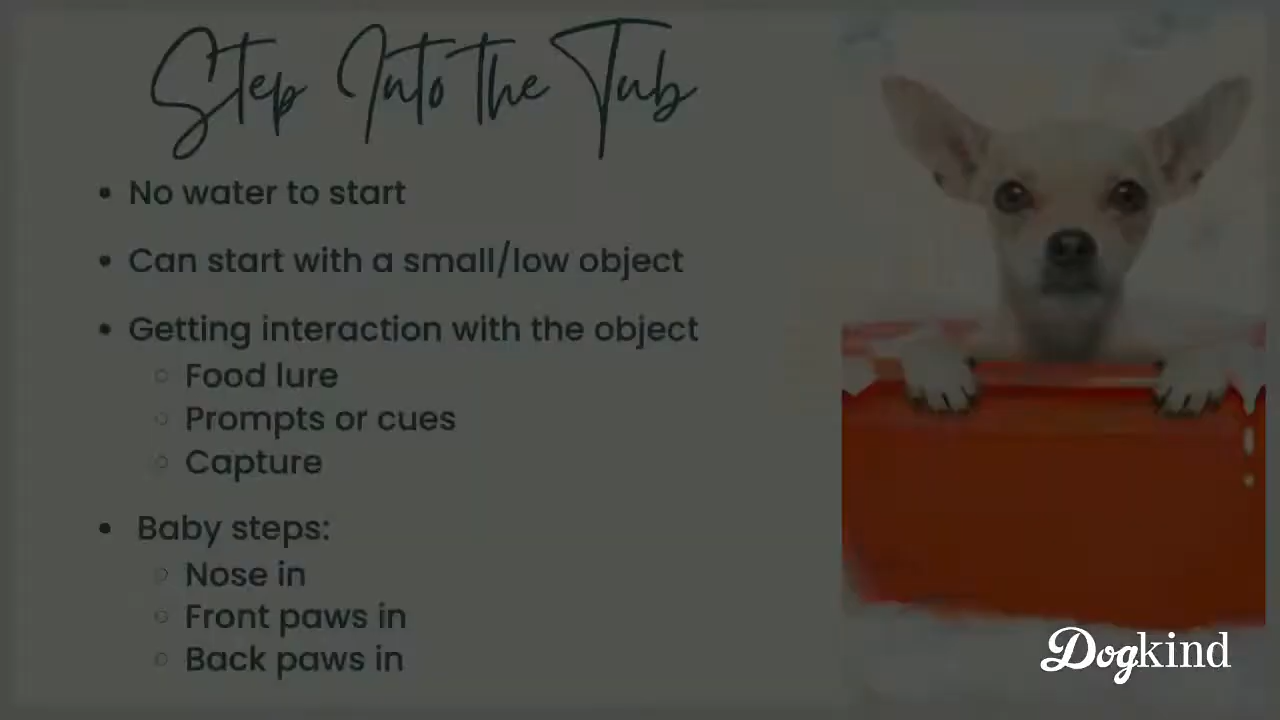 Step Into the Tub
• No water to start
• Can start with a small/low object
• Getting interaction with the object
○ Food lure
○ Prompts or cues
○ Capture
• Baby steps:
○ Nose in
○ Front paws in
○ Back paws in
Dogkind